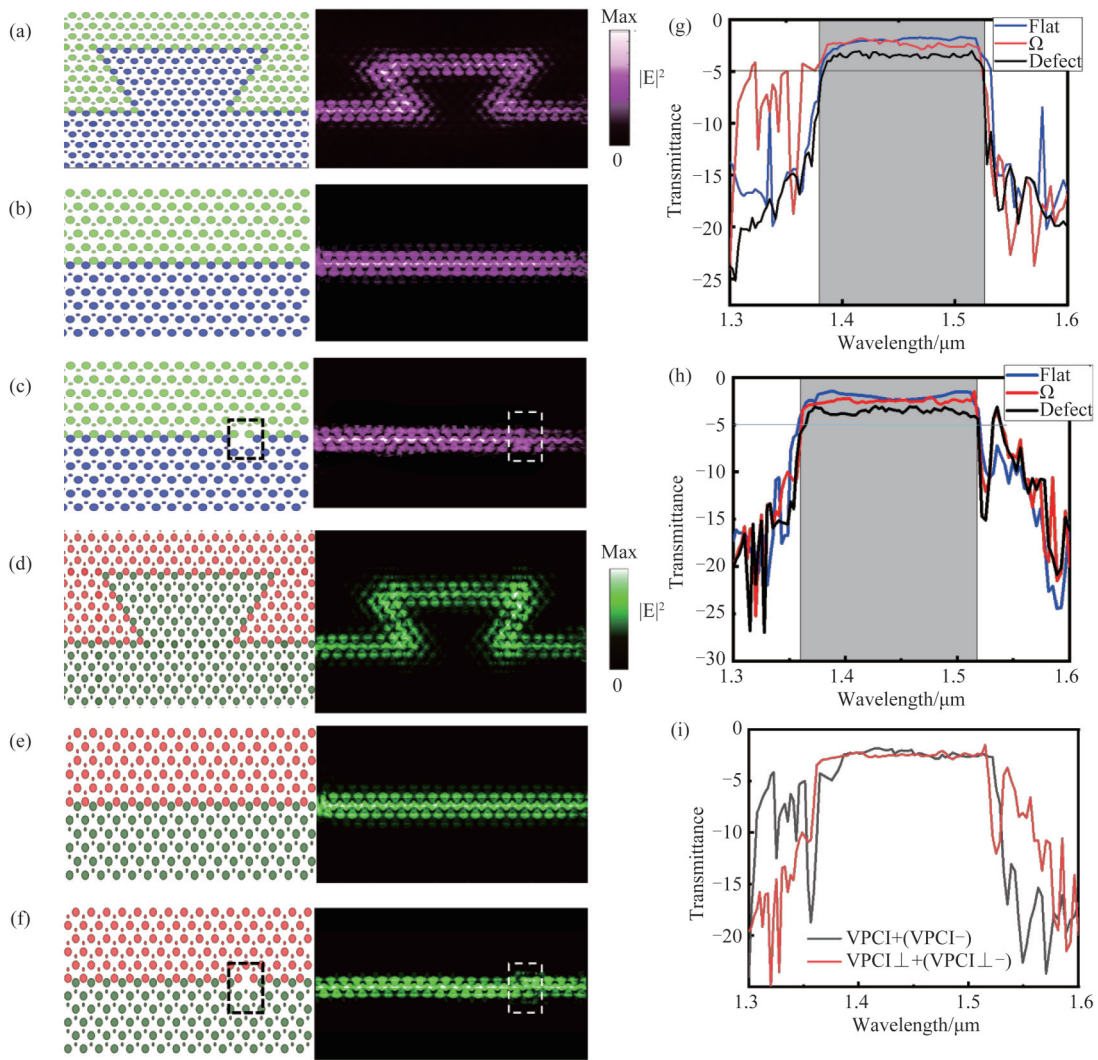 (a)
Max
|E|²
0
(b)
(c)
(d)
Max
|E|²
0
(e)
(f)
(g)
0
−5
−10
−15
−20
−25
Transmittance
Flat
Ω
Defect
1.3
1.4
1.5
1.6
Wavelength/μm
(h)
0
−5
−10
−15
−20
−25
−30
Transmittance
Flat
Ω
Defect
1.3
1.4
1.5
1.6
Wavelength/μm
(i)
0
−5
−10
−15
−20
Transmittance
VPCI+(VPCI−)
VPCI⊥+(VPCI⊥−)
1.3
1.4
1.5
1.6
Wavelength/μm